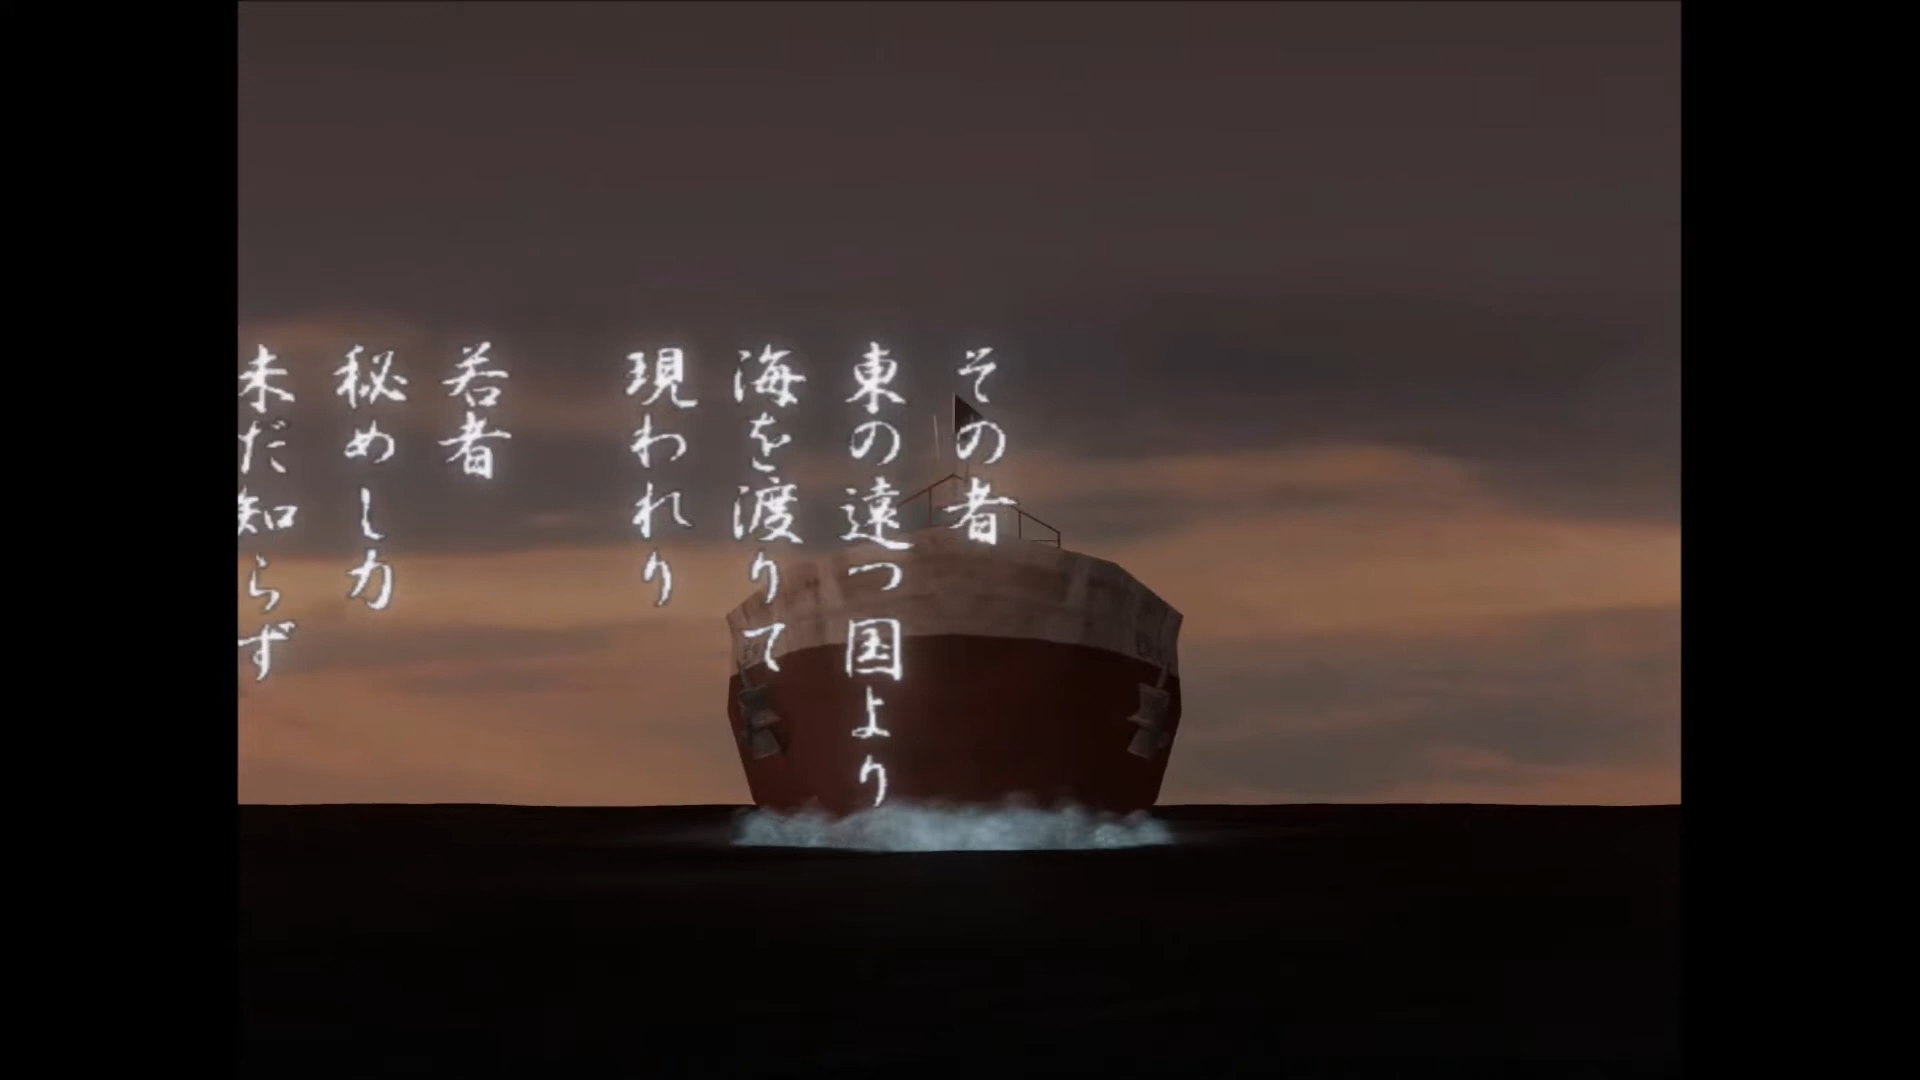 その者
東の遠つ国より
海を渡りて
現われり
若者
秘めし力
未だ知らず